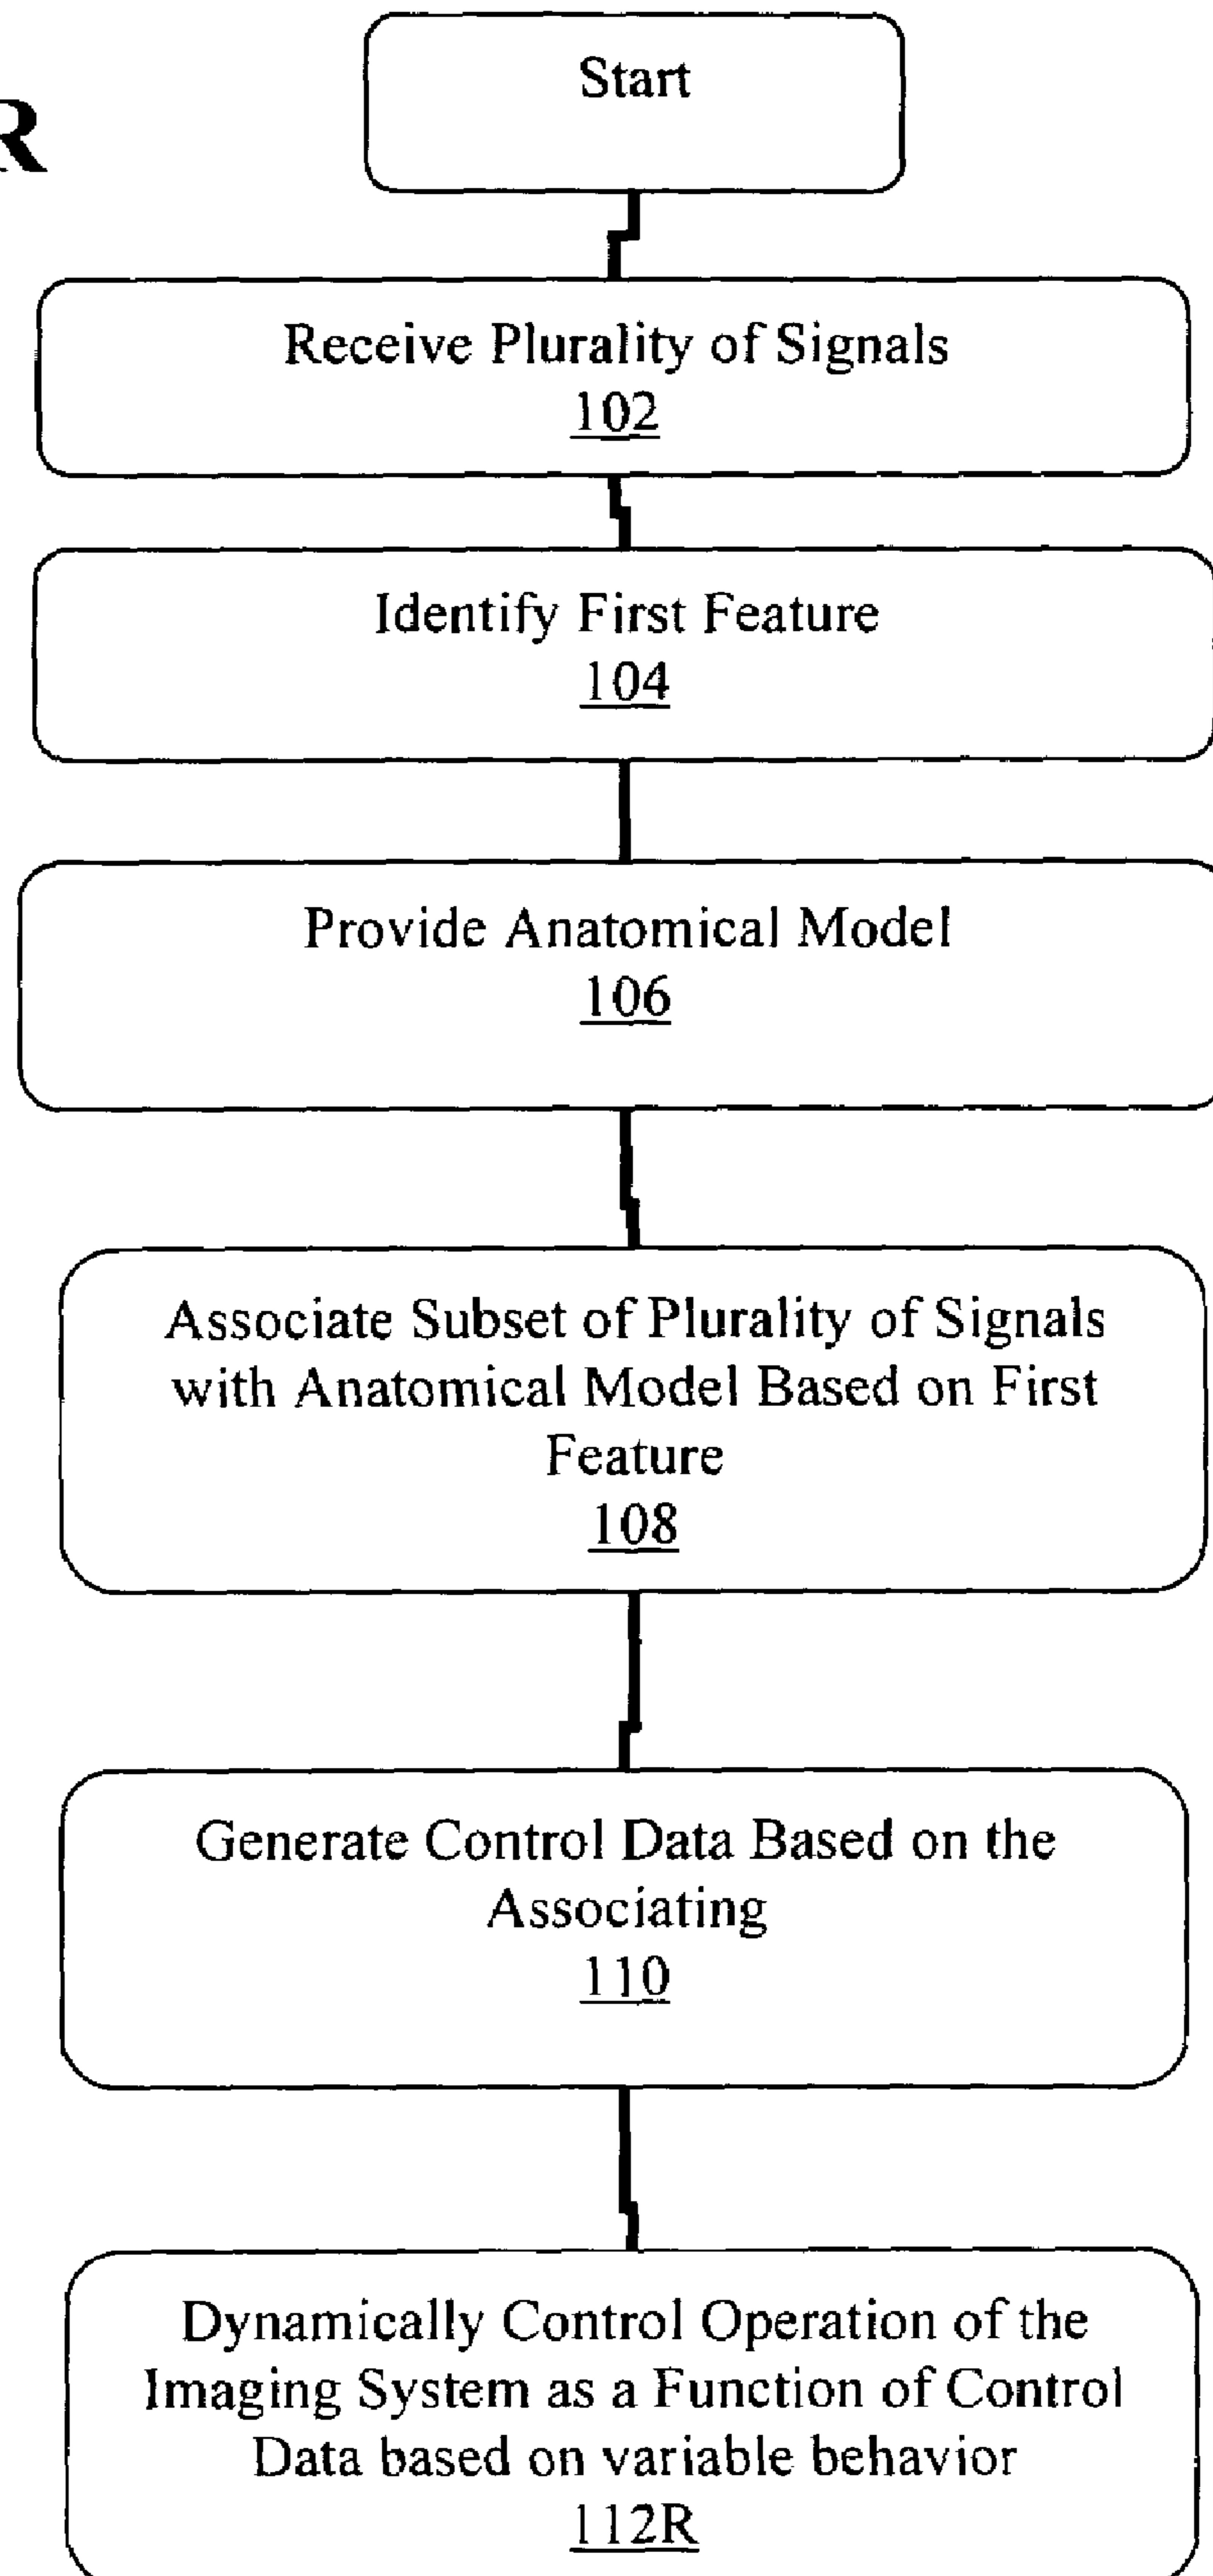 R
Start
Receive Plurality of Signals
102
Identify First Feature
104
Provide Anatomical Model
106
Associate Subset of Plurality of Signals
with Anatomical Model Based on First
Feature
108
Generate Control Data Based on the
Associating
110
Dynamically Control Operation of the
Imaging System as a Function of Control
Data based on variable behavior
112R